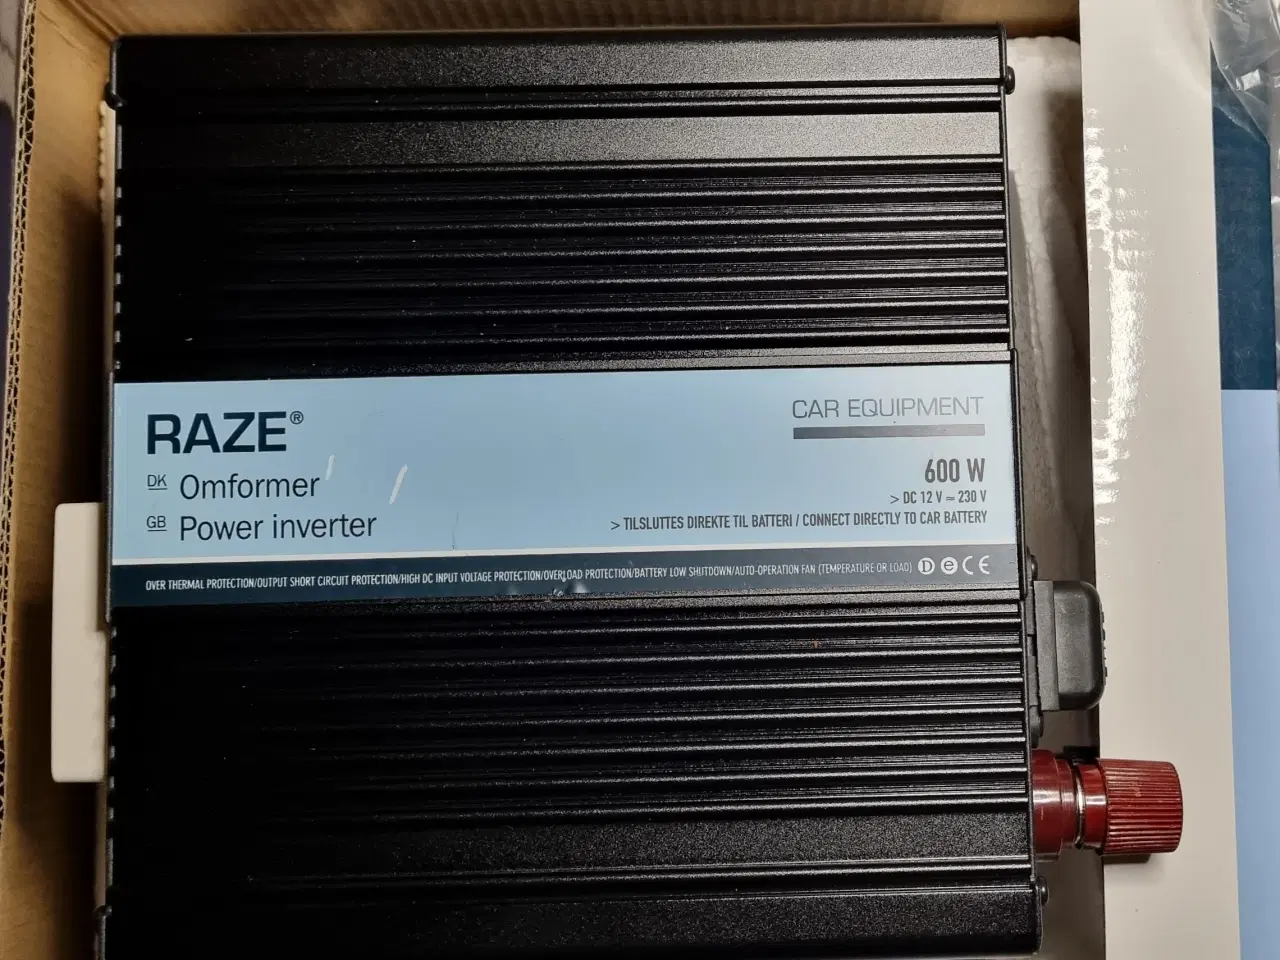 RAZE®
DK Omformer
GB Power inverter
CAR EQUIPMENT
600 W
> DC 12 V ≂ 230 V
> TILSLUTTES DIREKTE TIL BATTERI / CONNECT DIRECTLY TO CAR BATTERY
OVER THERMAL PROTECTION/OUTPUT SHORT CIRCUIT PROTECTION/HIGH DC INPUT VOLTAGE PROTECTION/OVERLOAD PROTECTION/BATTERY LOW SHUTDOWN/AUTO-OPERATION FAN (TEMPERATURE OR LOAD) D e CE